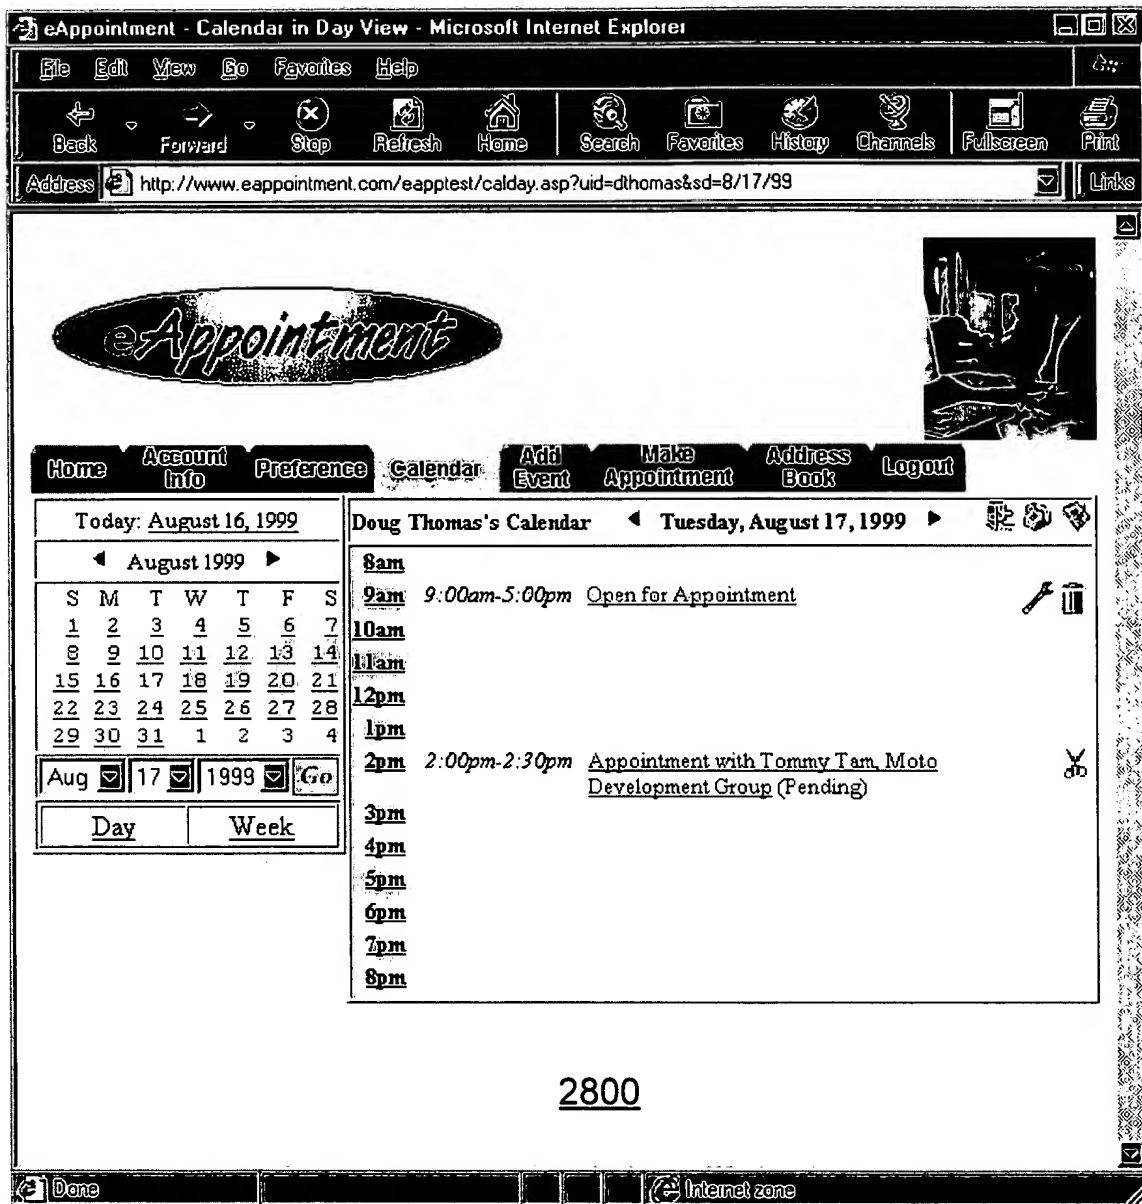 eAppointment - Calendar in Day View - Microsoft Internet Explorer
File Edit View Go Favorites Help
Back Forward Stop Refresh Home Search Favorites History Channels Fullscreen Print
Address http://www.eappointment.com/eapptest/calday.asp?uid=dthomas&sd=8/17/99 Links
eAppointment
Home Account Info Preference Calendar Add Event Make Appointment Address Book Logout
Today: August 16, 1999
August 1999
S M T W T F S
1 2 3 4 5 6 7
8 9 10 11 12 13 14
15 16 17 18 19 20 21
22 23 24 25 26 27 28
29 30 31 1 2 3 4
Aug 17 1999 Go
Day Week
Doug Thomas's Calendar Tuesday, August 17, 1999
8am
9am 9:00am-5:00pm Open for Appointment
10am
11am
12pm
1pm
2pm 2:00pm-2:30pm Appointment with Tommy Tam, Moto
Development Group (Pending)
3pm
4pm
5pm
6pm
7pm
8pm
2800
Done Internet zone